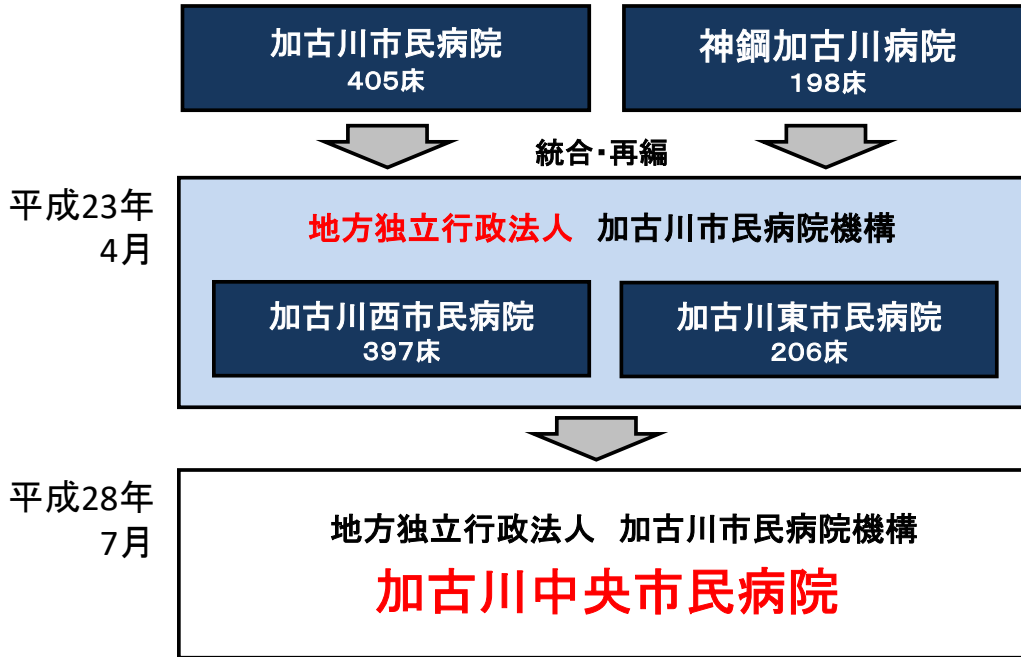 加古川市民病院
405床
神鋼加古川病院
198床
統合・再編
平成23年
4月
地方独立行政法人 加古川市民病院機構
加古川西市民病院
397床
加古川東市民病院
206床
平成28年
7月
地方独立行政法人 加古川市民病院機構
加古川中央市民病院